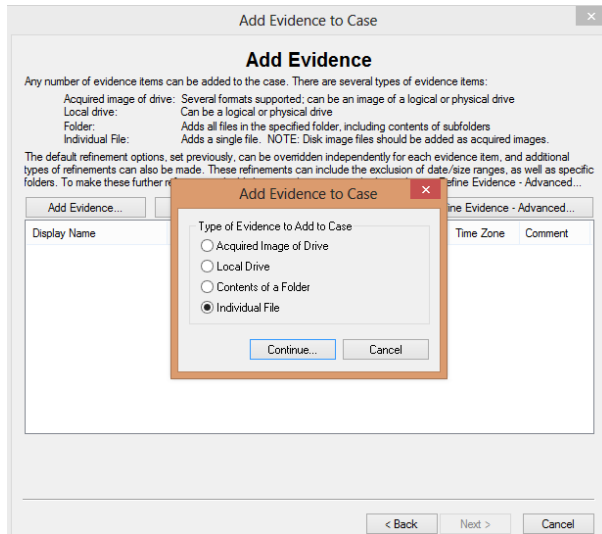 Add Evidence to Case
Add Evidence
Any number of evidence items can be added to the case. There are several types of evidence items:
Acquired image of drive: Several formats supported; can be an image of a logical or physical drive
Local drive: Can be a logical or physical drive
Folder: Adds all files in the specified folder, including contents of subfolders
Individual File: Adds a single file. NOTE: Disk image files should be added as acquired images.
The default refinement options, set previously, can be overridden independently for each evidence item, and additional
types of refinements can also be made. These refinements can include the exclusion of date/size ranges, as well as specific
folders. To make these further Evidence - Advanced...
Add Evidence... Evidence - Advanced...
Display Name Time Zone Comment
Add Evidence to Case
Type of Evidence to Add to Case
Acquired Image of Drive
Local Drive
Contents of a Folder
Individual File
Continue... Cancel
< Back Next > Cancel